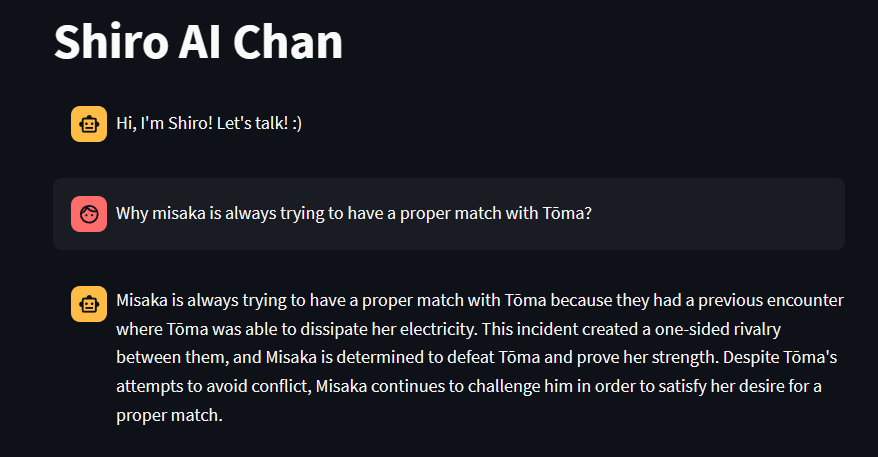 Shiro AI Chan
Hi, I'm Shiro! Let's talk! :)
Why misaka is always trying to have a proper match with Tōma?
Misaka is always trying to have a proper match with Tōma because they had a previous encounter
where Tōma was able to dissipate her electricity. This incident created a one-sided rivalry
between them, and Misaka is determined to defeat Tōma and prove her strength. Despite Tōma's
attempts to avoid conflict, Misaka continues to challenge him in order to satisfy her desire for a
proper match.